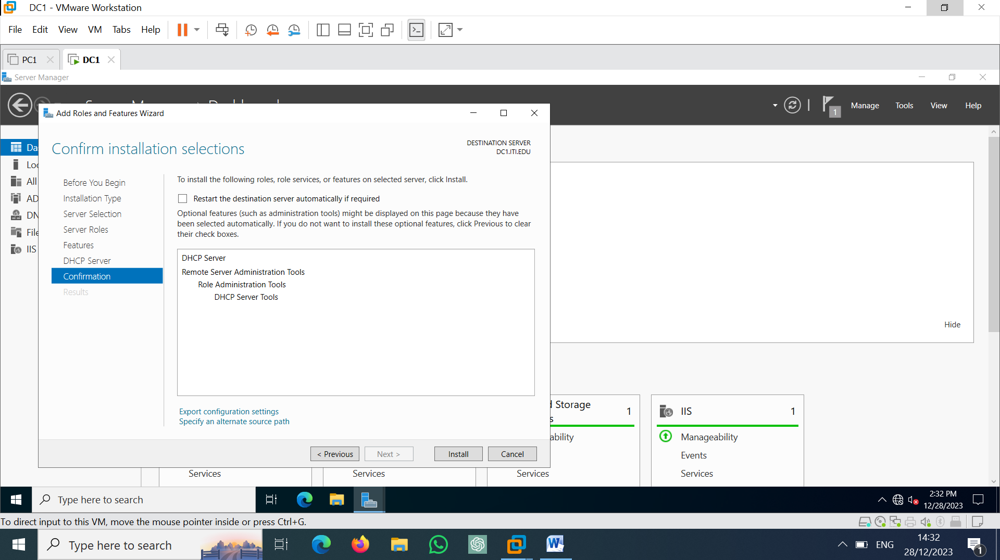 DC1 - VMware Workstation
File Edit View VM Tabs Help
PC1 DC1
Server Manager
1 Manage Tools View Help
Add Roles and Features Wizard
Confirm installation selections
DESTINATION SERVER
DC1.ITI.EDU
Before You Begin
Installation Type
Server Selection
Server Roles
Features
DHCP Server
Confirmation
Results
To install the following roles, role services, or features on selected server, click Install.
Restart the destination server automatically if required
Optional features (such as administration tools) might be displayed on this page because they have
been selected automatically. If you do not want to install these optional features, click Previous to clear
their check boxes.
DHCP Server
Remote Server Administration Tools
Role Administration Tools
DHCP Server Tools
Export configuration settings
Specify an alternate source path
< Previous Next > Install Cancel
All
IIS
Hide
Storage 1
IIS 1
Manageability
Events
Services Services Services Services
Type here to search
2:32 PM
12/28/2023
To direct input to this VM, move the mouse pointer inside or press Ctrl+G.
Type here to search
ENG
14:32
28/12/2023
1